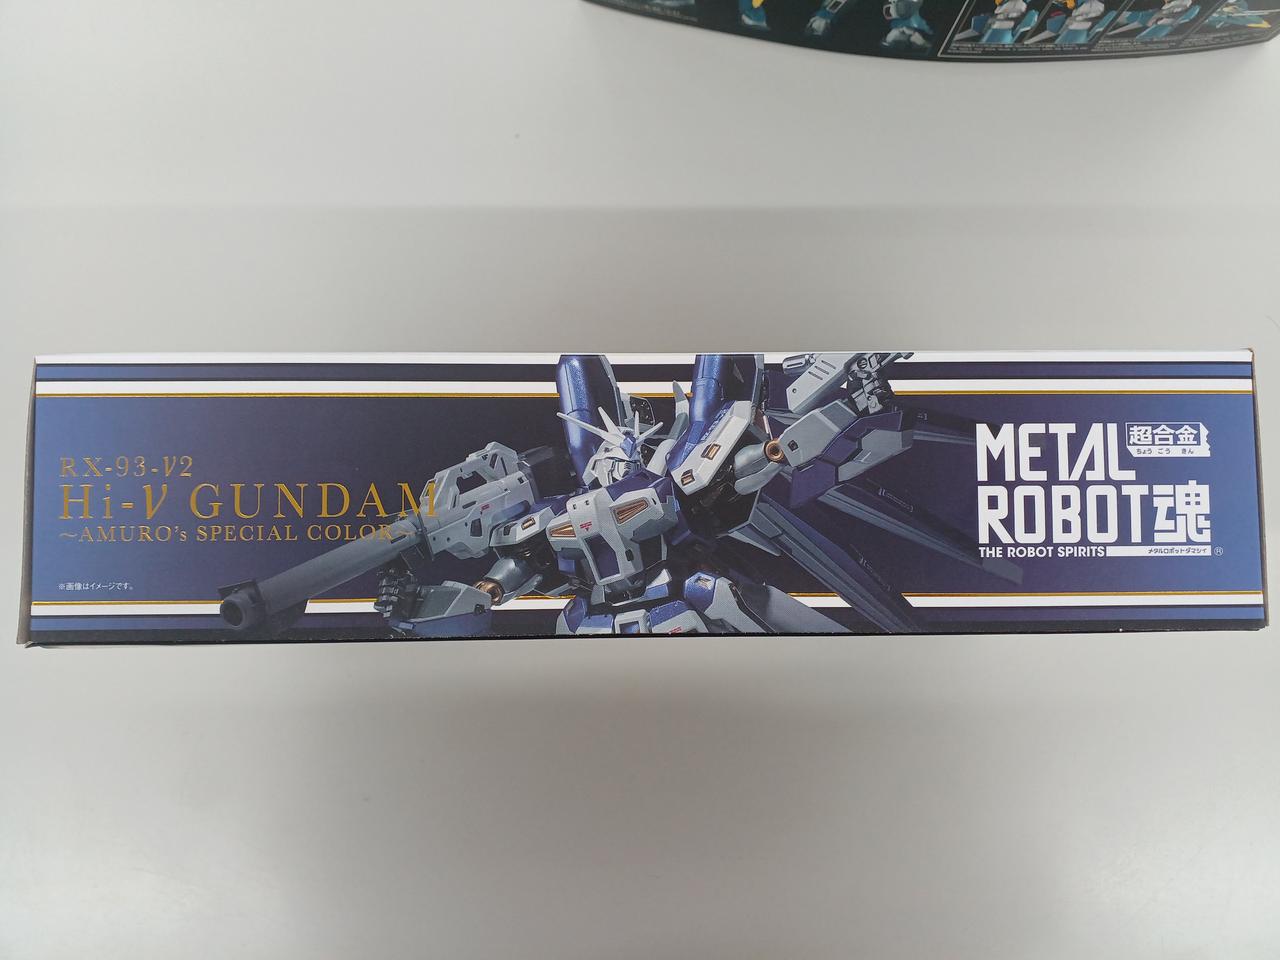 RX-93-ν2
Hi-ν GUNDAM
~AMURO's SPECIAL COLOR~
※画像はイメージです。
METAL 超合金
ちょう ごう きん
ROBOT魂
THE ROBOT SPIRITS メタルロボットダマシイ ®